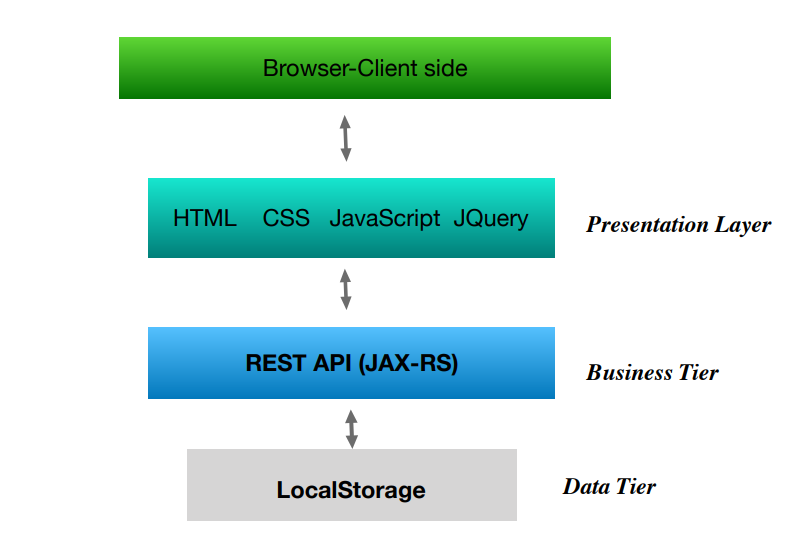 Browser-Client side
HTML CSS JavaScript JQuery
Presentation Layer
REST API (JAX-RS)
Business Tier
LocalStorage
Data Tier